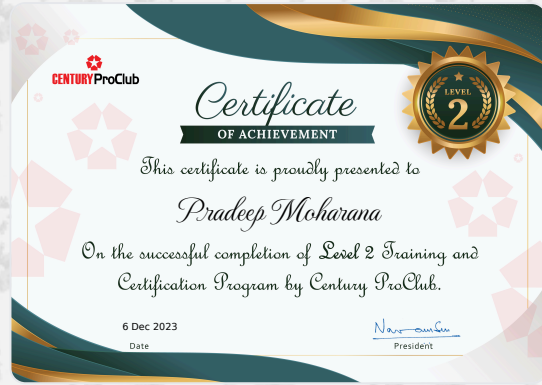 CENTURY ProClub
Certificate
OF ACHIEVEMENT
LEVEL
2
This certificate is proudly presented to
Pradeep Moharana
On the successful completion of Level 2 Training and
Certification Program by Century ProClub.
6 Dec 2023
Date
President